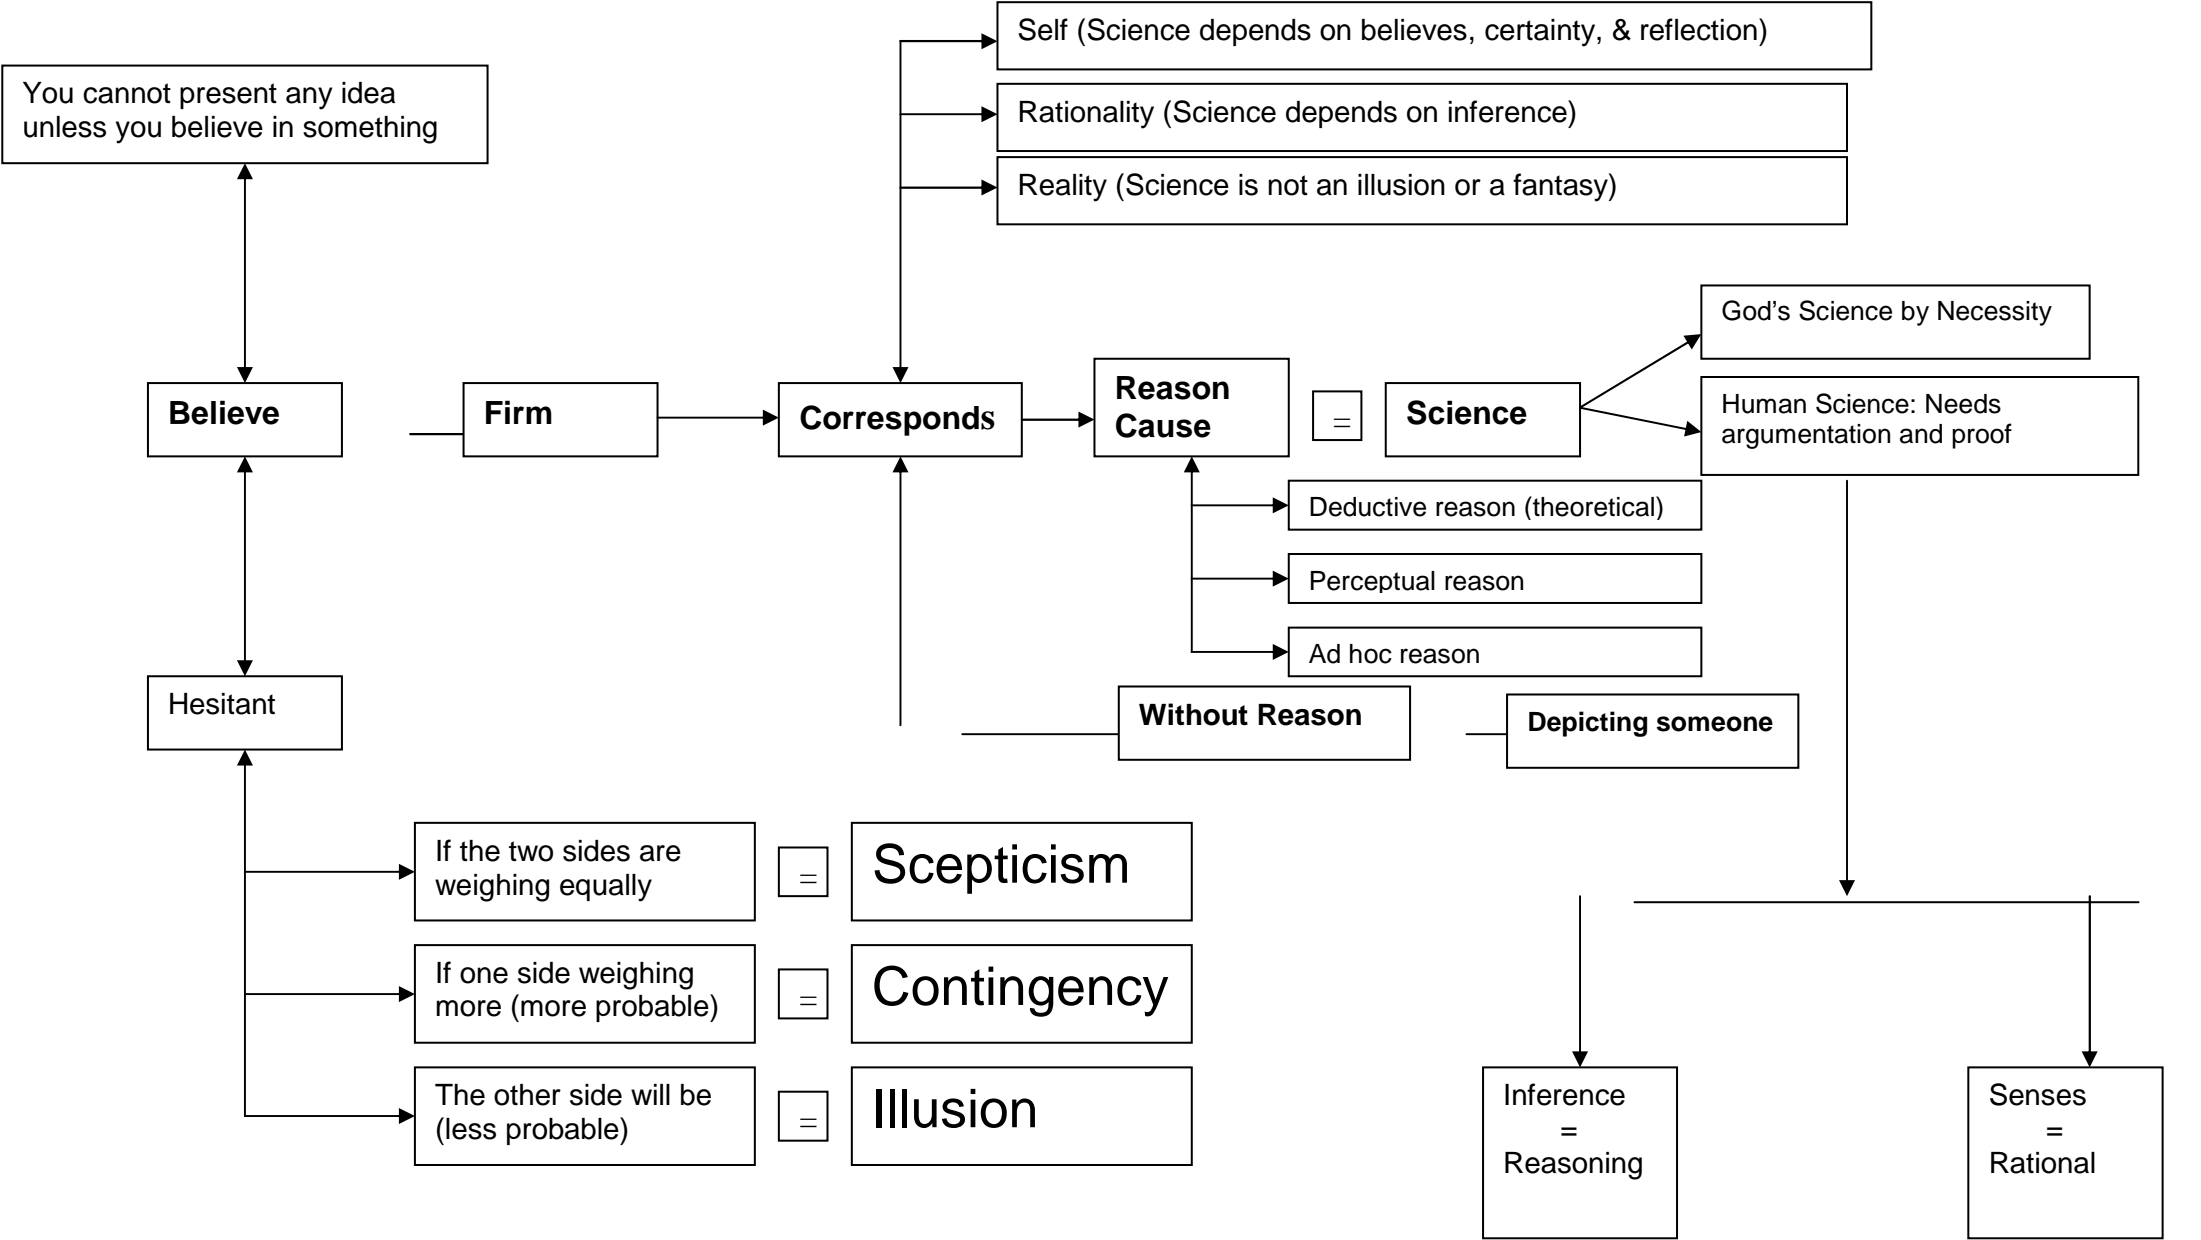 Self (Science depends on believes, certainty, & reflection)
You cannot present any idea
unless you believe in something
Rationality (Science depends on inference)
Reality (Science is not an illusion or a fantasy)
God’s Science by Necessity
Believe
Firm
Corresponds
Reason
Cause
=
Science
Human Science: Needs
argumentation and proof
Deductive reason (theoretical)
Perceptual reason
Ad hoc reason
Hesitant
Without Reason
Depicting someone
If the two sides are
weighing equally
=
Scepticism
If one side weighing
more (more probable)
=
Contingency
The other side will be
(less probable)
=
Illusion
Inference
=
Reasoning
Senses
=
Rational